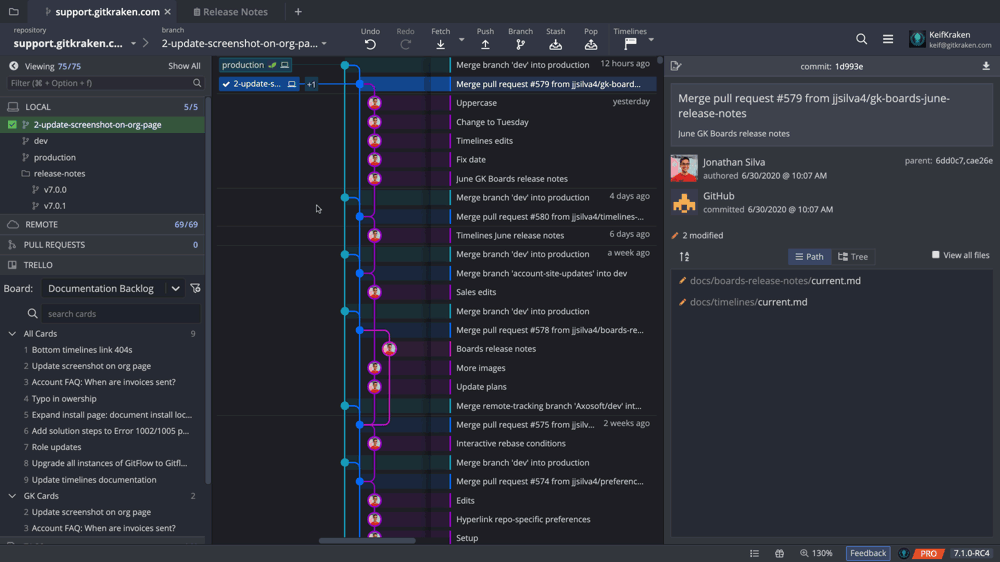 support.gitkraken.com ×
Release Notes
+
repository
support.gitkraken.c...
branch
2-update-screenshot-on-org-pa...
Undo
Redo
Fetch
Push
Branch
Stash
Pop
Timelines
KeifKraken
keif@gitkraken.com
Viewing 75/75
Show All
Filter (⌘ + Option + f)
LOCAL 5/5
2-update-screenshot-on-org-page
dev
production
release-notes
v7.0.0
v7.0.1
REMOTE 69/69
PULL REQUESTS 0
TRELLO
Board: Documentation Backlog
search cards
All Cards 9
1 Bottom timelines link 404s
2 Update screenshot on org page
3 Account FAQ: When are invoices sent?
4 Typo in owership
5 Expand install page: document install loc...
6 Add solution steps to Error 1002/1005 p...
7 Role updates
8 Upgrade all instances of GitFlow to Gitfl...
9 Update timelines documentation
GK Cards 2
2 Update screenshot on org page
3 Account FAQ: When are invoices sent?
production
2-update-s...
+1
Merge branch 'dev' into production 12 hours ago
Merge pull request #579 from jjsilva4/gk-board...
Uppercase yesterday
Change to Tuesday
Timelines edits
Fix date
June GK Boards release notes
Merge branch 'dev' into production 4 days ago
Merge pull request #580 from jjsilva4/timelines-...
Timelines June release notes 6 days ago
Merge branch 'dev' into production a week ago
Merge branch 'account-site-updates' into dev
Sales edits
Merge branch 'dev' into production
Merge pull request #578 from jjsilva4/boards-re...
Boards release notes
More images
Update plans
Merge remote-tracking branch 'Axosoft/dev' int...
Merge pull request #575 from jjsilv... 2 weeks ago
Interactive rebase conditions
Merge branch 'dev' into production
Merge pull request #574 from jjsilva4/preferenc...
Edits
Hyperlink repo-specific preferences
Setup
commit: 1d993e
Merge pull request #579 from jjsilva4/gk-boards-june-
release-notes
June GK Boards release notes
Jonathan Silva
authored 6/30/2020 @ 10:07 AM
parent: 6dd0c7,cae26e
GitHub
committed 6/30/2020 @ 10:07 AM
2 modified
Path
Tree
View all files
docs/boards-release-notes/current.md
docs/timelines/current.md
130%
Feedback
PRO
7.1.0-RC4